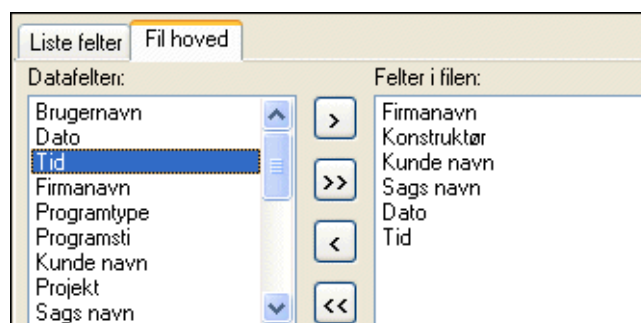 Liste felter Fil hoved
Datafelter: Felter i filen:
Brugernavn
Dato
Tid
Firmanavn
Programtype
Programsti
Kunde navn
Projekt
Sags navn
>
>>
<
<<
Firmanavn
Konstruktør
Kunde navn
Sags navn
Dato
Tid